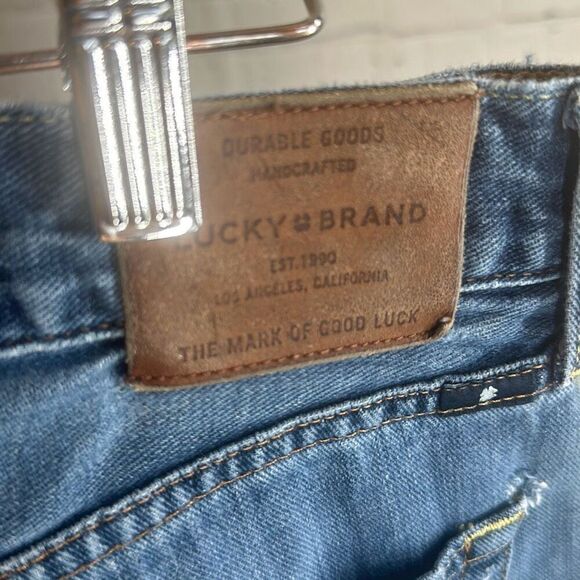 DURABLE GOODS
HANDCRAFTED
LUCKY BRAND
EST. 1990
LOS ANGELES, CALIFORNIA
THE MARK OF GOOD LUCK